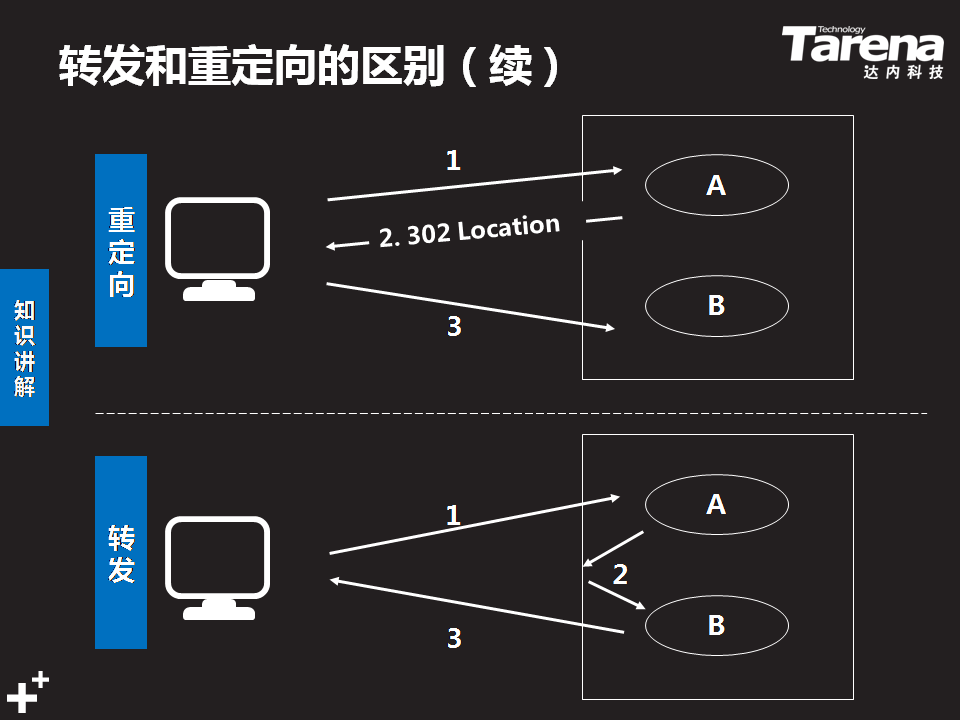 转发和重定向的区别（续）
Technology
Tarena
达内科技
知识讲解
重定向
1
A
2. 302 Location
B
3
转发
1
A
2
B
3